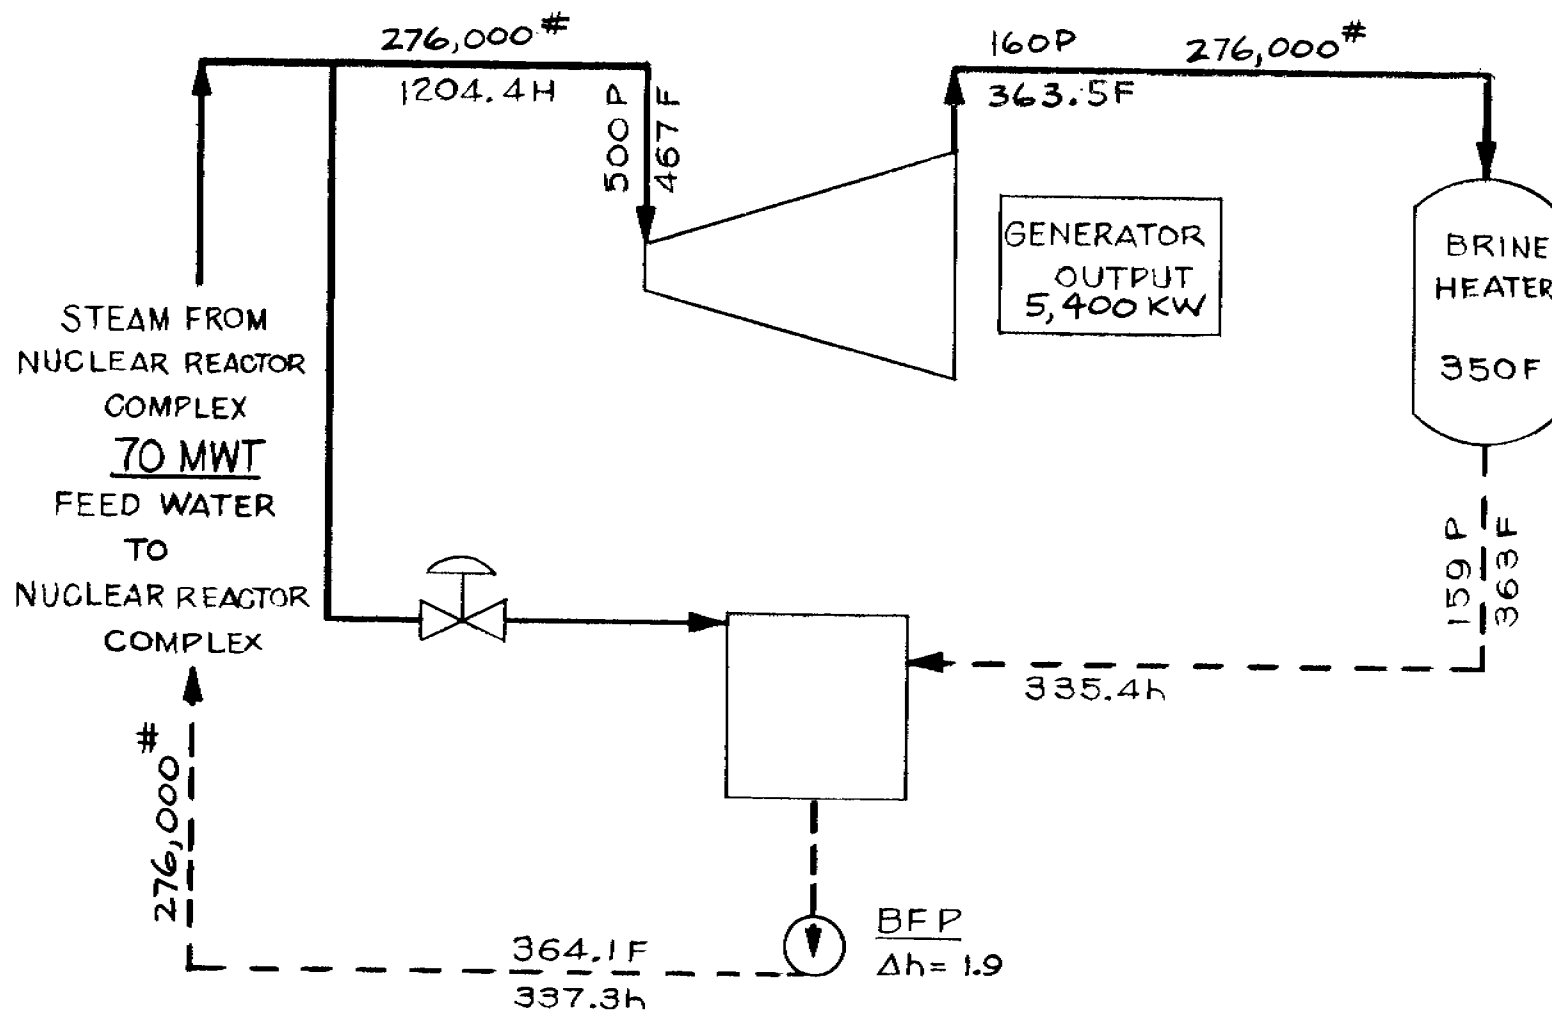 276,000#
1204.4H
500P
467F
160P
363.5F
276,000#
GENERATOR
OUTPUT
5,400 KW
BRINE
HEATER
350F
STEAM FROM
NUCLEAR REACTOR
COMPLEX
70 MWT
FEED WATER
TO
NUCLEAR REACTOR
COMPLEX
159 P
363 F
335.4h
276,000#
BFP
Δh= 1.9
364.1F
337.3h